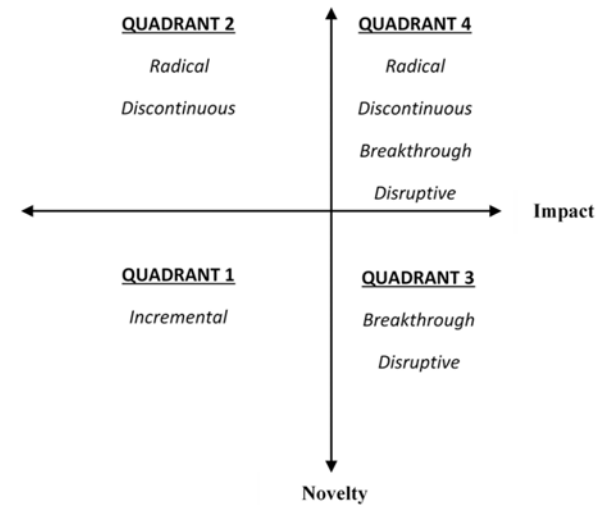 QUADRANT 2
Radical
Discontinuous
QUADRANT 4
Radical
Discontinuous
Breakthrough
Disruptive
Impact
QUADRANT 1
Incremental
QUADRANT 3
Breakthrough
Disruptive
Novelty